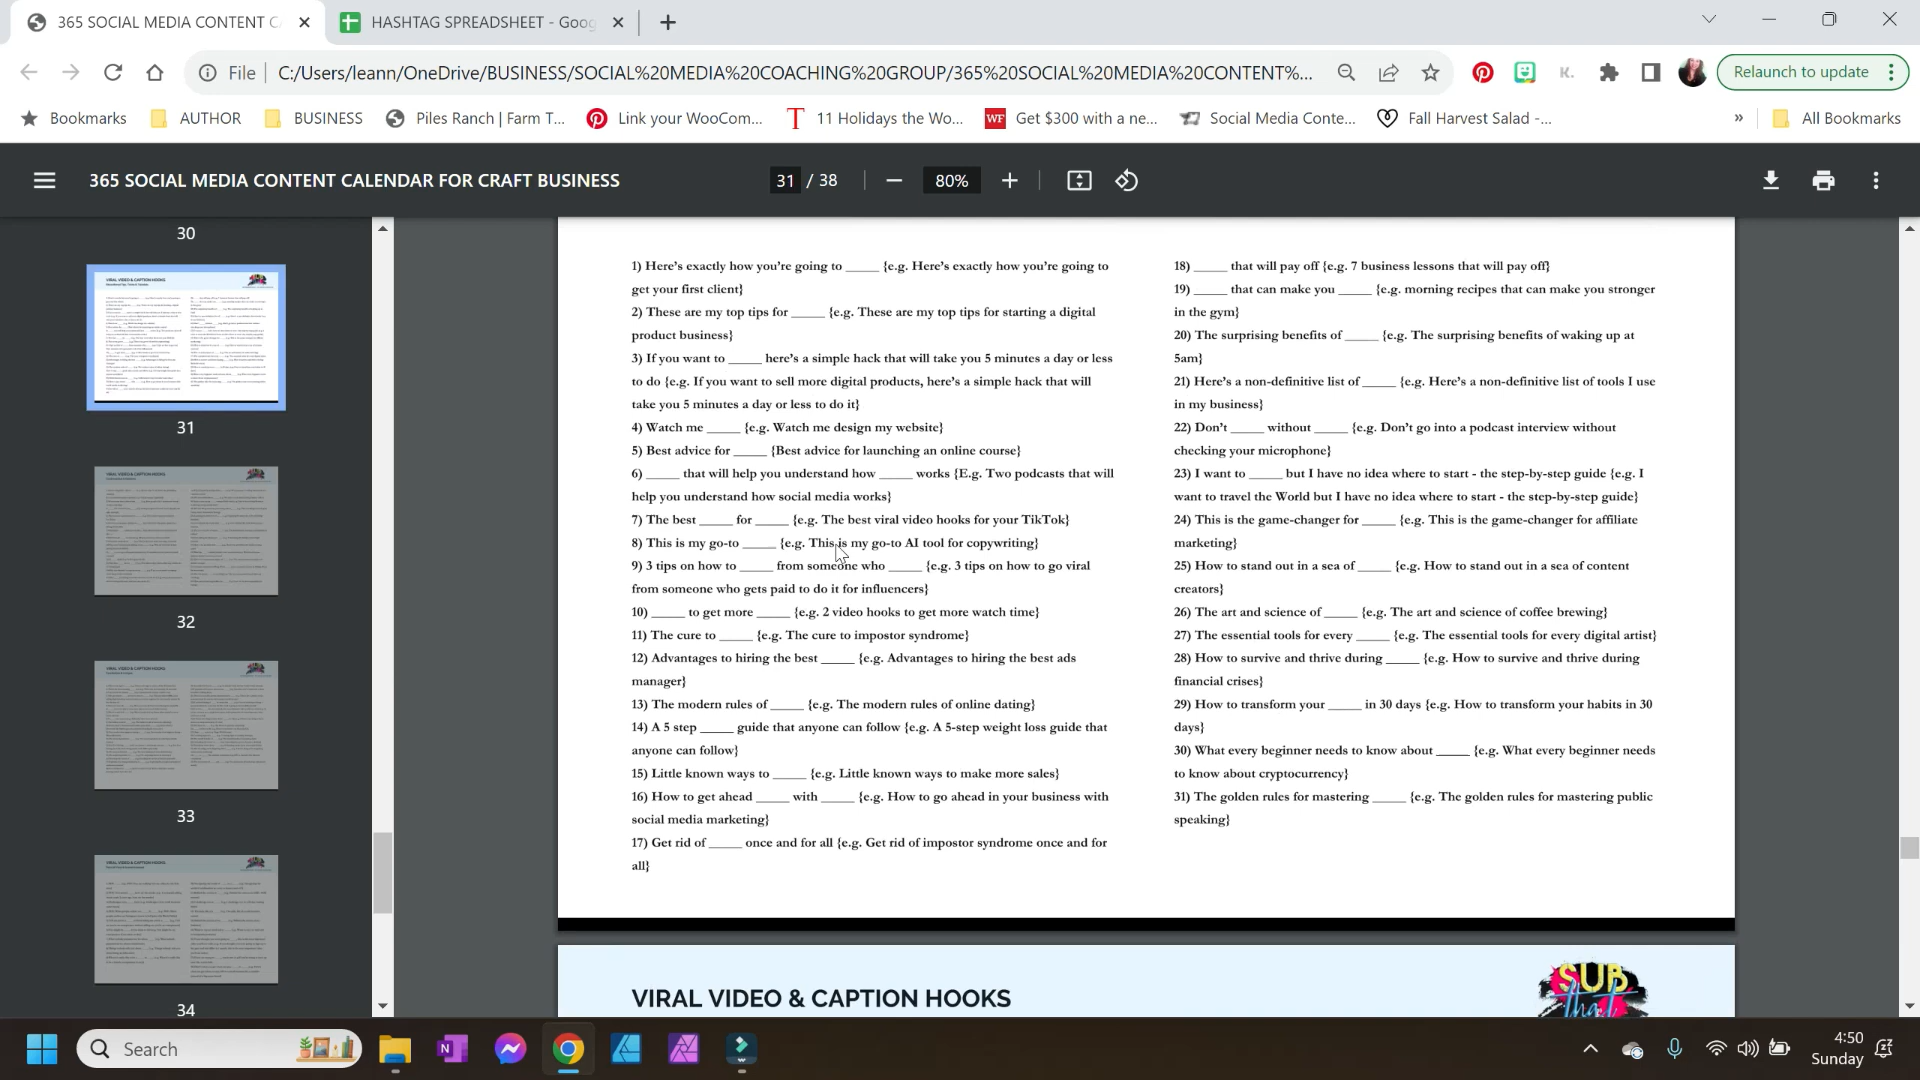 365 SOCIAL MEDIA CONTENT C
HASHTAG SPREADSHEET - Goog
File
C:/Users/leann/OneDrive/BUSINESS/SOCIAL%20MEDIA%20COACHING%20GROUP/365%20SOCIAL%20MEDIA%20CONTENT%...
K.
Relaunch to update
Bookmarks
AUTHOR
BUSINESS
Piles Ranch | Farm T...
Link your WooCom...
T
11 Holidays the Wo...
WF
Get $300 with a ne...
Social Media Conte...
Fall Harvest Salad -...
»
All Bookmarks
365 SOCIAL MEDIA CONTENT CALENDAR FOR CRAFT BUSINESS
31 / 38
80%
30
VIRAL VIDEO & CAPTION HOOKS
31
VIRAL VIDEO & CAPTION HOOKS
32
VIRAL VIDEO & CAPTION HOOKS
33
VIRAL VIDEO & CAPTION HOOKS
34
1) Here's exactly how you're going to _____ {e.g. Here's exactly how you're going to
get your first client}
2) These are my top tips for _____ {e.g. These are my top tips for starting a digital
product business}
3) If you want to _____ here's a simple hack that will take you 5 minutes a day or less
to do {e.g. If you want to sell more digital products, here's a simple hack that will
take you 5 minutes a day or less to do it}
4) Watch me _____ {e.g. Watch me design my website}
5) Best advice for _____ {Best advice for launching an online course}
6) _____ that will help you understand how _____ works {E.g. Two podcasts that will
help you understand how social media works}
7) The best _____ for _____ {e.g. The best viral video hooks for your TikTok}
8) This is my go-to _____ {e.g. This is my go-to AI tool for copywriting}
9) 3 tips on how to _____ from someone who _____ {e.g. 3 tips on how to go viral
from someone who gets paid to do it for influencers}
10) _____ to get more _____ {e.g. 2 video hooks to get more watch time}
11) The cure to _____ {e.g. The cure to impostor syndrome}
12) Advantages to hiring the best _____ {e.g. Advantages to hiring the best ads
manager}
13) The modern rules of _____ {e.g. The modern rules of online dating}
14) A 5 step _____ guide that anyone can follow {e.g. A 5-step weight loss guide that
anyone can follow}
15) Little known ways to _____ {e.g. Little known ways to make more sales}
16) How to get ahead _____ with _____ {e.g. How to go ahead in your business with
social media marketing}
17) Get rid of _____ once and for all {e.g. Get rid of impostor syndrome once and for
all}
18) _____ that will pay off {e.g. 7 business lessons that will pay off}
19) _____ that can make you _____ {e.g. morning recipes that can make you stronger
in the gym}
20) The surprising benefits of _____ {e.g. The surprising benefits of waking up at
5am}
21) Here's a non-definitive list of _____ {e.g. Here's a non-definitive list of tools I use
in my business}
22) Don't _____ without _____ {e.g. Don't go into a podcast interview without
checking your microphone}
23) I want to _____ but I have no idea where to start - the step-by-step guide {e.g. I
want to travel the World but I have no idea where to start - the step-by-step guide}
24) This is the game-changer for _____ {e.g. This is the game-changer for affiliate
marketing}
25) How to stand out in a sea of _____ {e.g. How to stand out in a sea of content
creators}
26) The art and science of _____ {e.g. The art and science of coffee brewing}
27) The essential tools for every _____ {e.g. The essential tools for every digital artist}
28) How to survive and thrive during _____ {e.g. How to survive and thrive during
financial crises}
29) How to transform your _____ in 30 days {e.g. How to transform your habits in 30
days}
30) What every beginner needs to know about _____ {e.g. What every beginner needs
to know about cryptocurrency}
31) The golden rules for mastering _____ {e.g. The golden rules for mastering public
speaking}
VIRAL VIDEO & CAPTION HOOKS
SUB
that
Search
N
4:50
Sunday